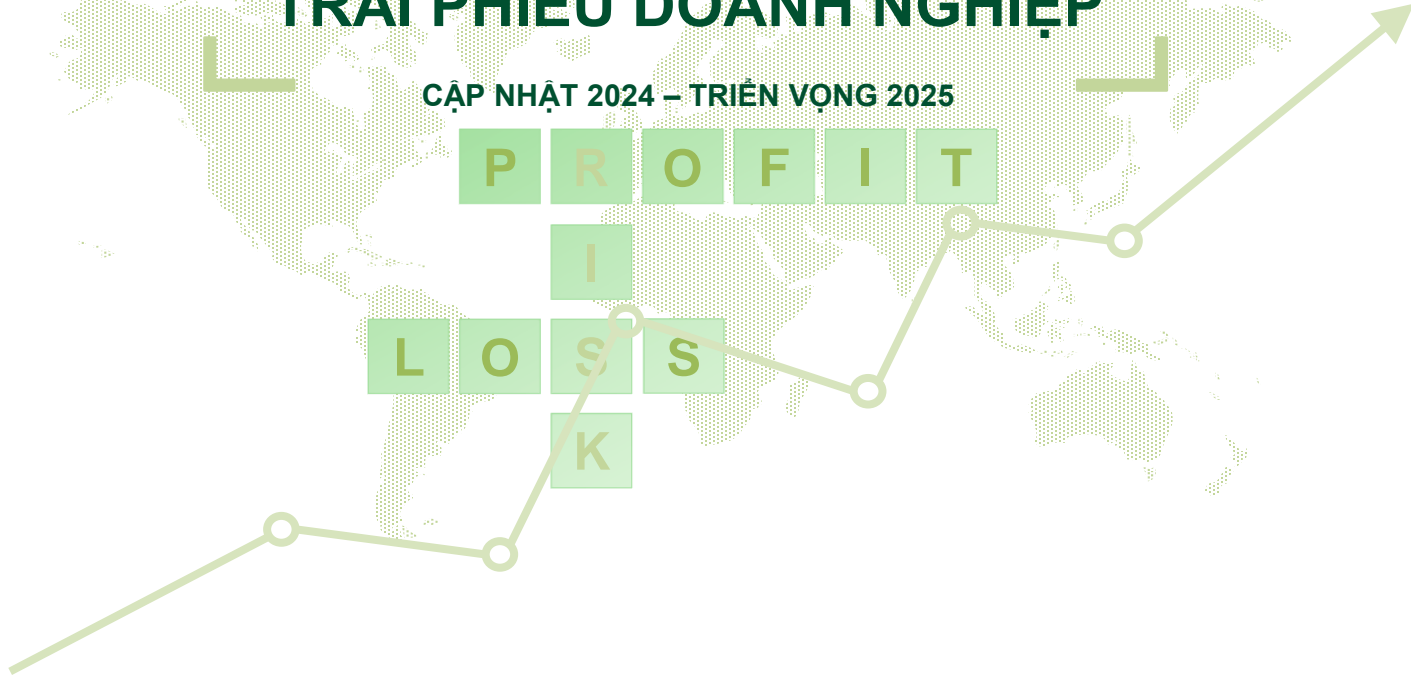 TRÁI PHIẾU DOANH NGHIỆP
CẬP NHẬT 2024 – TRIỂN VỌNG 2025
P R O F I T
I
L O S S
K